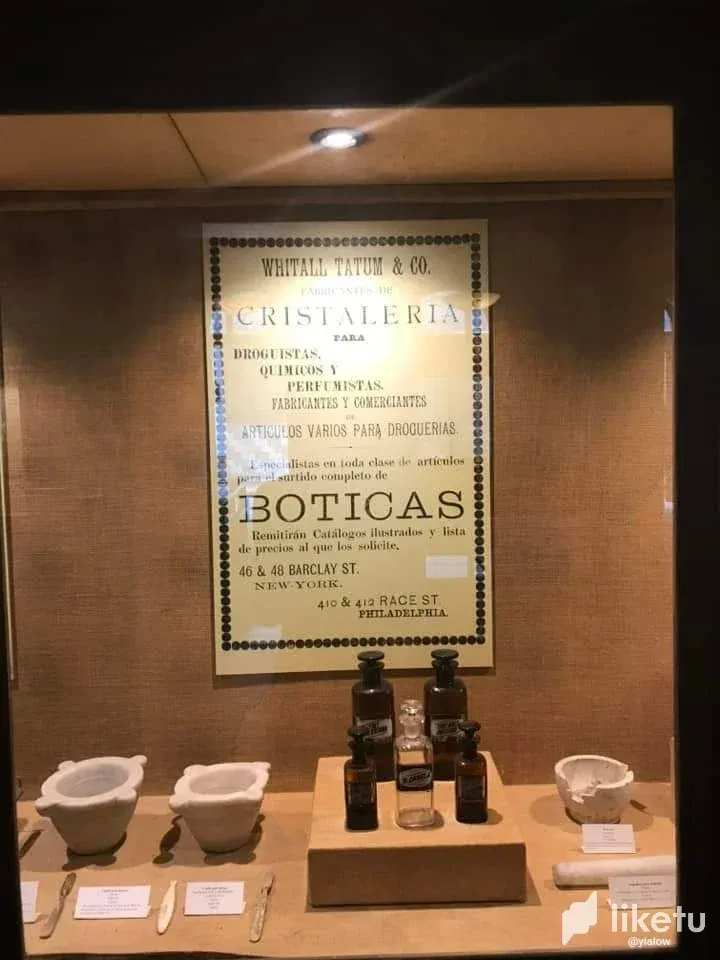 WHITALL TATUM & CO.
FABRICANTES DE
CRISTALERIA
PARA
DROGUISTAS,
QUIMICOS Y
PERFUMISTAS.
FABRICANTES Y COMERCIANTES
DE
ARTICULOS VARIOS PARA DROGUERIAS.
Especialistas en toda clase de artículos
para el surtido completo de
BOTICAS
Remitirán Catálogos ilustrados y lista
de precios al que los solicite.
46 & 48 BARCLAY ST.
NEW-YORK.
410 & 412 RACE ST.
PHILADELPHIA.
liketu
@yialow